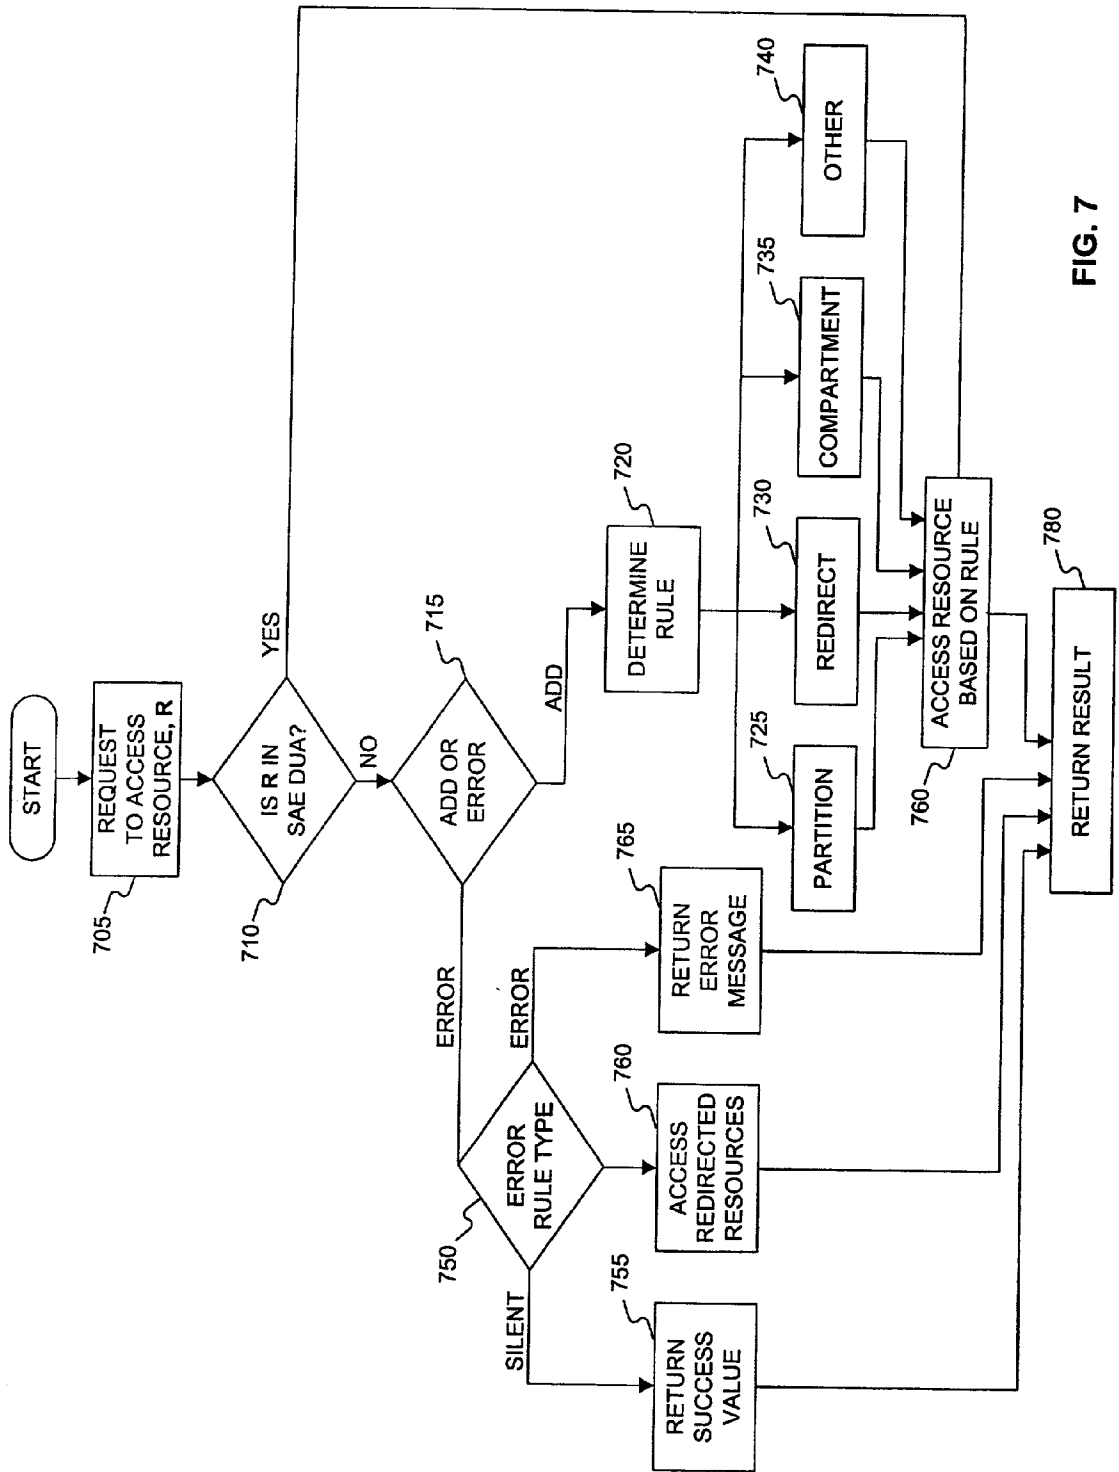 START
REQUEST
TO ACCESS
RESOURCE, R
705
IS R IN
SAE DUA?
710
YES
NO
ADD OR
ERROR
715
ERROR
ADD
ERROR
RULE TYPE
750
SILENT
ERROR
DETERMINE
RULE
720
RETURN
SUCCESS
VALUE
755
ACCESS
REDIRECTED
RESOURCES
760
RETURN
ERROR
MESSAGE
765
PARTITION
725
REDIRECT
730
COMPARTMENT
735
OTHER
740
ACCESS RESOURCE
BASED ON RULE
760
RETURN RESULT
780
FIG. 7